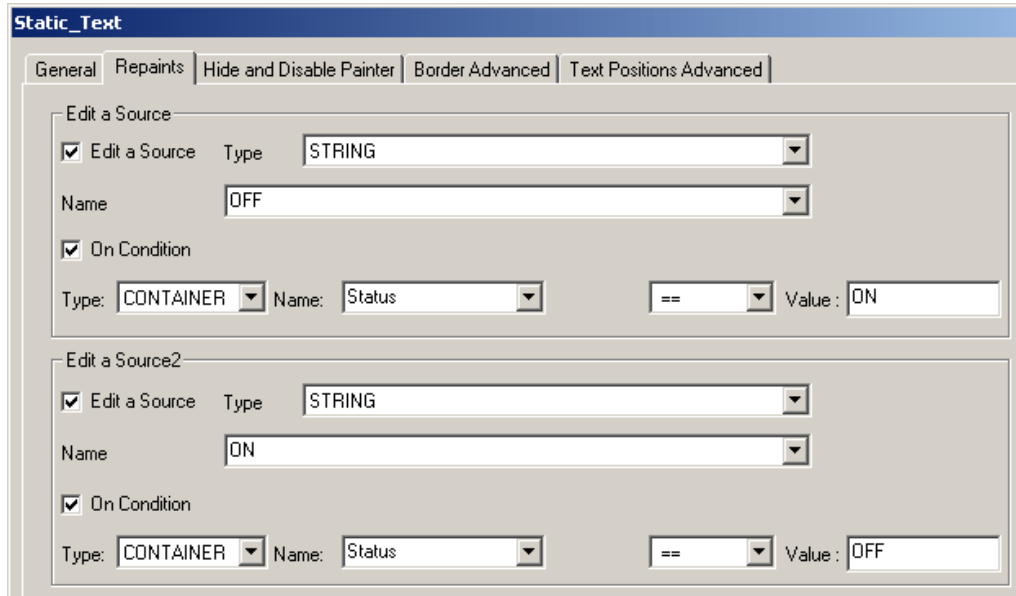 Static_Text
General Repaints Hide and Disable Painter Border Advanced Text Positions Advanced
Edit a Source
Edit a Source Type STRING
Name OFF
On Condition
Type: CONTAINER Name: Status == Value : ON
Edit a Source2
Edit a Source Type STRING
Name ON
On Condition
Type: CONTAINER Name: Status == Value : OFF